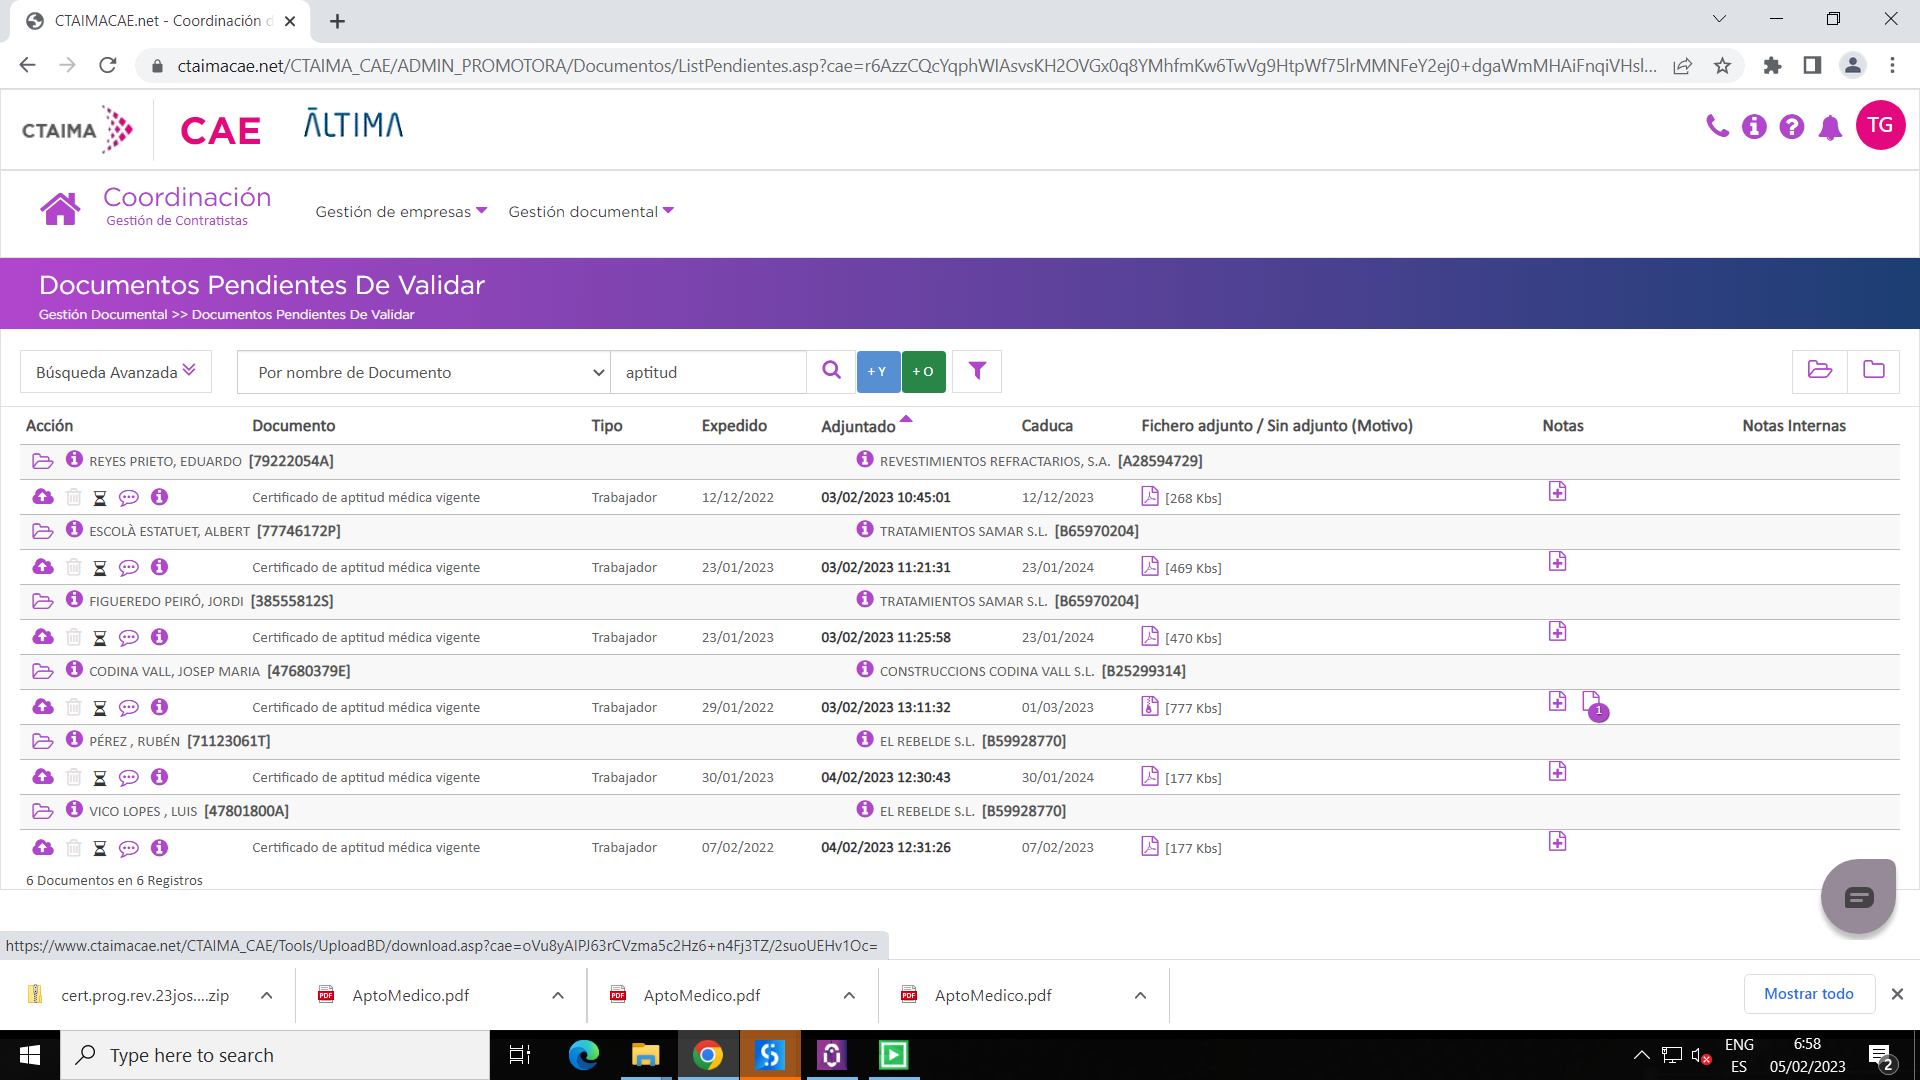 CTAIMACAE.net - Coordinación d
ctaimacae.net/CTAIMA_CAE/ADMIN_PROMOTORA/Documentos/ListPendientes.asp?cae=r6AzzCQcYqphWIAsvsKH2OVGx0q8YMhfmKw6TwVg9HtpWf75lrMMNFeY2ej0+dgaWmMHAiFnqiVHsl...
CTAIMA CAE ĀLTIMA TG
Coordinación
Gestión de Contratistas
Gestión de empresas Gestión documental
Documentos Pendientes De Validar
Gestión Documental >> Documentos Pendientes De Validar
Búsqueda Avanzada Por nombre de Documento aptitud + Y + O
Acción Documento Tipo Expedido Adjuntado Caduca Fichero adjunto / Sin adjunto (Motivo) Notas Notas Internas
REYES PRIETO, EDUARDO [79222054A] REVESTIMIENTOS REFRACTARIOS, S.A. [A28594729]
Certificado de aptitud médica vigente Trabajador 12/12/2022 03/02/2023 10:45:01 12/12/2023 [268 Kbs]
ESCOLÀ ESTATUET, ALBERT [77746172P] TRATAMIENTOS SAMAR S.L. [B65970204]
Certificado de aptitud médica vigente Trabajador 23/01/2023 03/02/2023 11:21:31 23/01/2024 [469 Kbs]
FIGUEREDO PEIRÓ, JORDI [38555812S] TRATAMIENTOS SAMAR S.L. [B65970204]
Certificado de aptitud médica vigente Trabajador 23/01/2023 03/02/2023 11:25:58 23/01/2024 [470 Kbs]
CODINA VALL, JOSEP MARIA [47680379E] CONSTRUCCIONS CODINA VALL S.L. [B25299314]
Certificado de aptitud médica vigente Trabajador 29/01/2022 03/02/2023 13:11:32 01/03/2023 [777 Kbs] 1
PÉREZ , RUBÉN [71123061T] EL REBELDE S.L. [B59928770]
Certificado de aptitud médica vigente Trabajador 30/01/2023 04/02/2023 12:30:43 30/01/2024 [177 Kbs]
VICO LOPES , LUIS [47801800A] EL REBELDE S.L. [B59928770]
Certificado de aptitud médica vigente Trabajador 07/02/2022 04/02/2023 12:31:26 07/02/2023 [177 Kbs]
6 Documentos en 6 Registros
https://www.ctaimacae.net/CTAIMA_CAE/Tools/UploadBD/download.asp?cae=oVu8yAIPJ63rCVzma5c2Hz6+n4Fj3TZ/2suoUEHv1Oc=
cert.prog.rev.23jos....zip AptoMedico.pdf AptoMedico.pdf AptoMedico.pdf Mostrar todo
Type here to search ENG 6:58
ES 05/02/2023 2